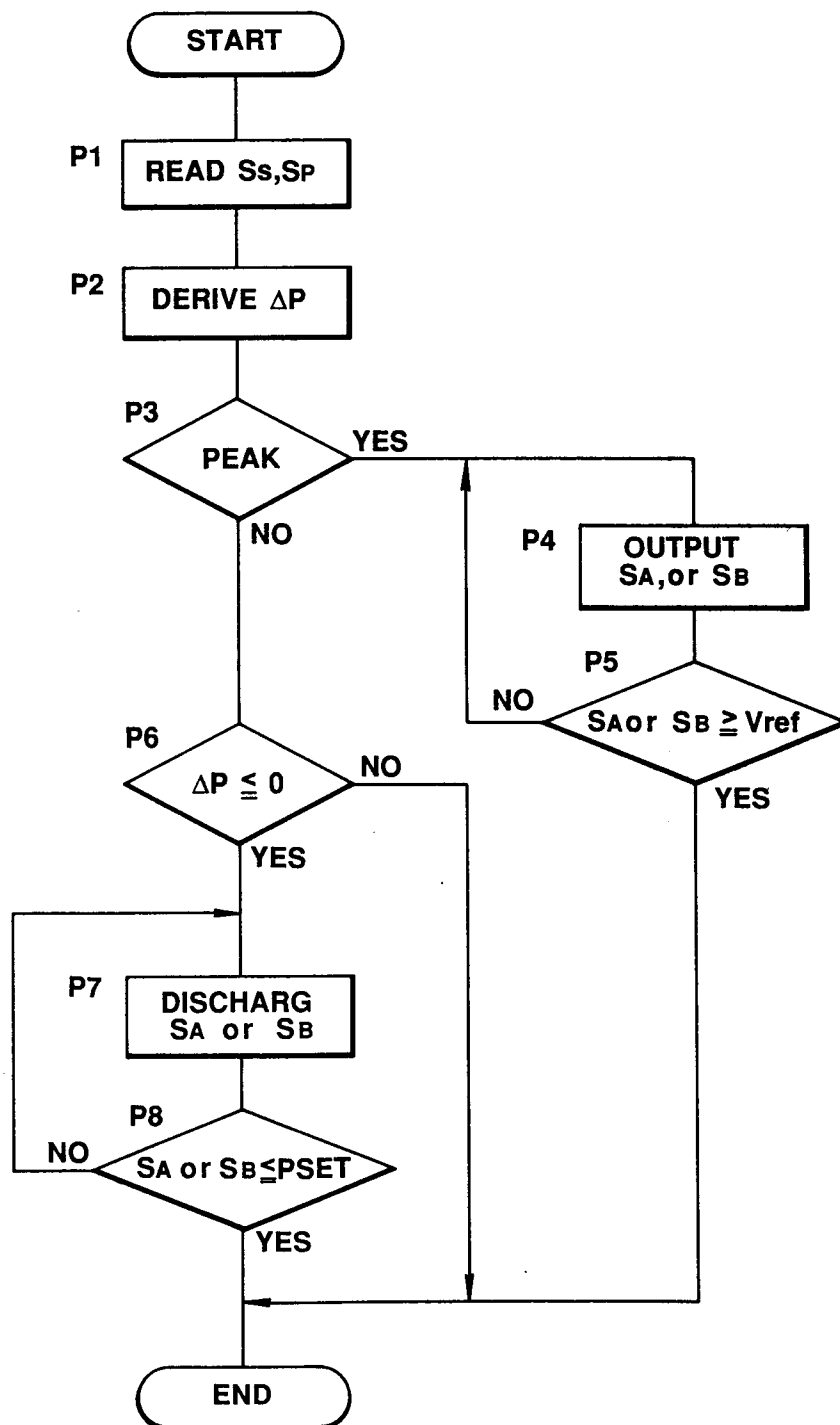 START
P1
READ Ss,SP
P2
DERIVE ΔP
P3
PEAK
YES
NO
P4
OUTPUT
SA,or SB
P5
NO
SAor SB ≧ Vref
YES
P6
ΔP ≦ 0
NO
YES
P7
DISCHARG
SA or SB
P8
NO
SA or SB≦PSET
YES
END